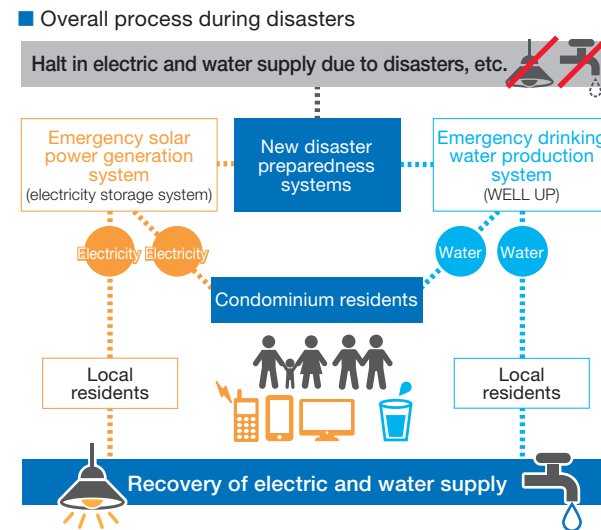 ■ Overall process during disasters
Halt in electric and water supply due to disasters, etc.
Emergency solar
power generation
system
(electricity storage system)
New disaster
preparedness
systems
Emergency drinking
water production
system
(WELL UP)
Electricity
Electricity
Water
Water
Condominium residents
Local
residents
Local
residents
Recovery of electric and water supply